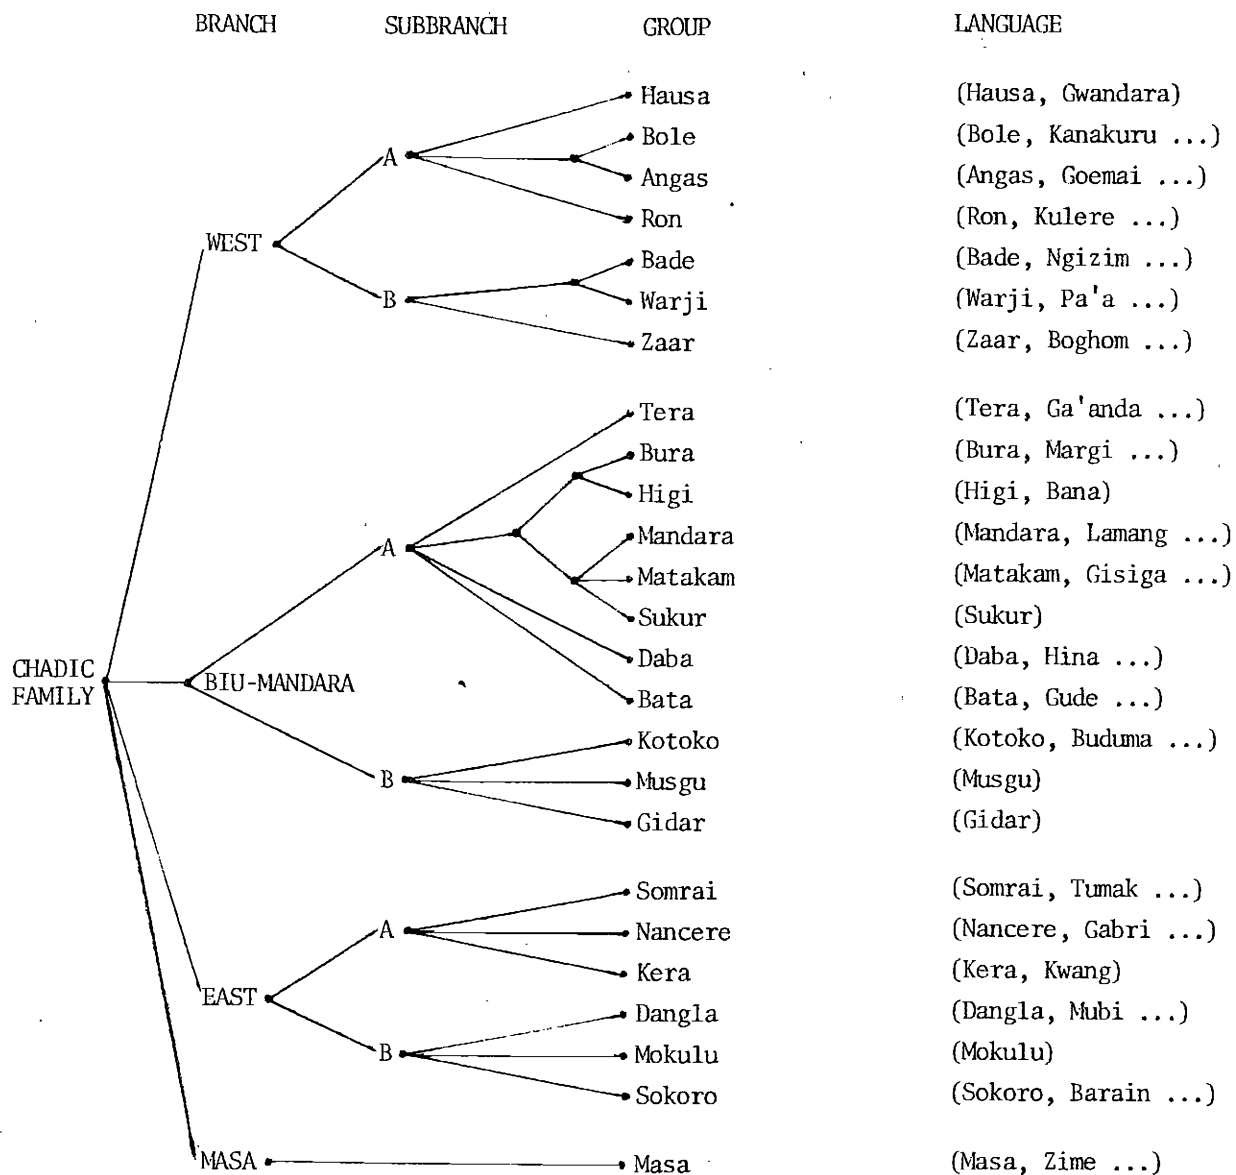 BRANCH SUBBRANCH GROUP LANGUAGE
Hausa (Hausa, Gwandara)
Bole (Bole, Kanakuru ...)
A
Angas (Angas, Goemai ...)
Ron (Ron, Kulere ...)
WEST
Bade (Bade, Ngizim ...)
B Warji (Warji, Pa'a ...)
Zaar (Zaar, Boghom ...)
Tera (Tera, Ga'anda ...)
Bura (Bura, Margi ...)
Higi (Higi, Bana)
Mandara (Mandara, Lamang ...)
A
Matakam (Matakam, Gisiga ...)
Sukur (Sukur)
Daba (Daba, Hina ...)
CHADIC
FAMILY
BIU-MANDARA
Bata (Bata, Gude ...)
Kotoko (Kotoko, Buduma ...)
B Musgu (Musgu)
Gidar (Gidar)
Somrai (Somrai, Tumak ...)
A Nancere (Nancere, Gabri ...)
Kera (Kera, Kwang)
EAST
Dangla (Dangla, Mubi ...)
B Mokulu (Mokulu)
Sokoro (Sokoro, Barain ...)
MASA Masa (Masa, Zime ...)